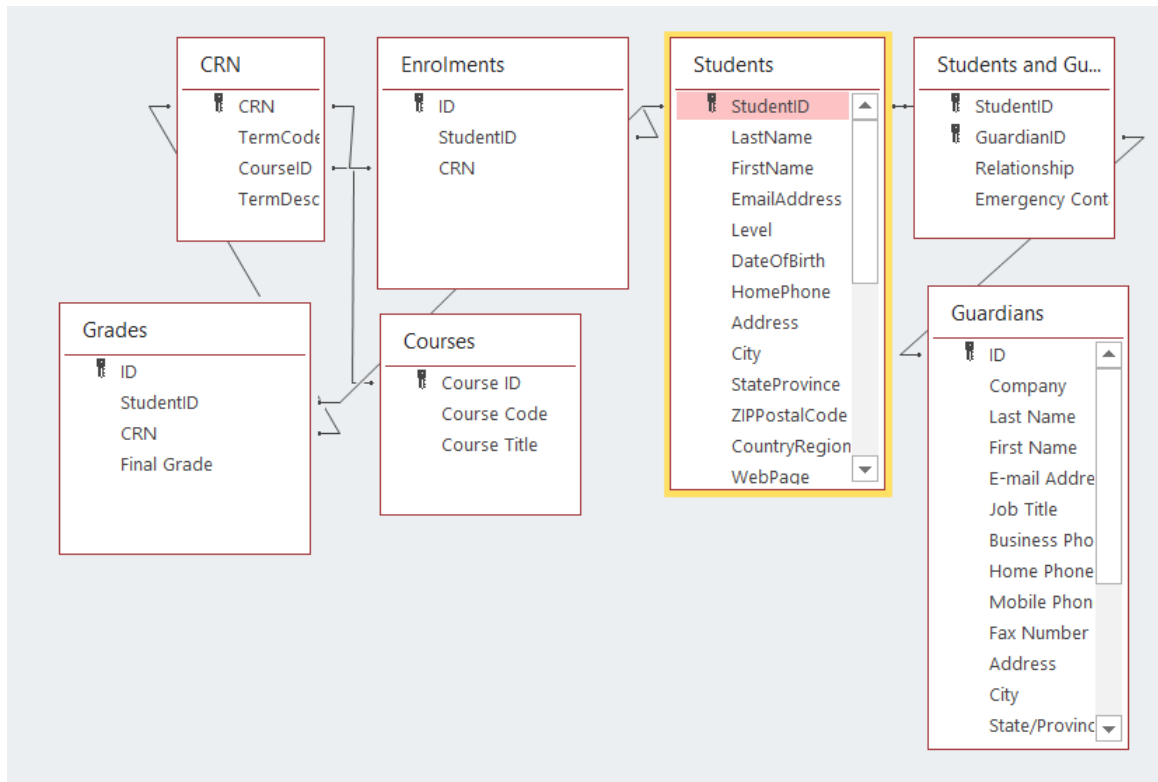 CRN
CRN
TermCode
CourseID
TermDesc
Enrolments
ID
StudentID
CRN
Students
StudentID
LastName
FirstName
EmailAddress
Level
DateOfBirth
HomePhone
Address
City
StateProvince
ZIPPostalCode
CountryRegion
WebPage
Students and Gu...
StudentID
GuardianID
Relationship
Emergency Cont
Grades
ID
StudentID
CRN
Final Grade
Courses
Course ID
Course Code
Course Title
Guardians
ID
Company
Last Name
First Name
E-mail Addre
Job Title
Business Pho
Home Phone
Mobile Phon
Fax Number
Address
City
State/Provinc